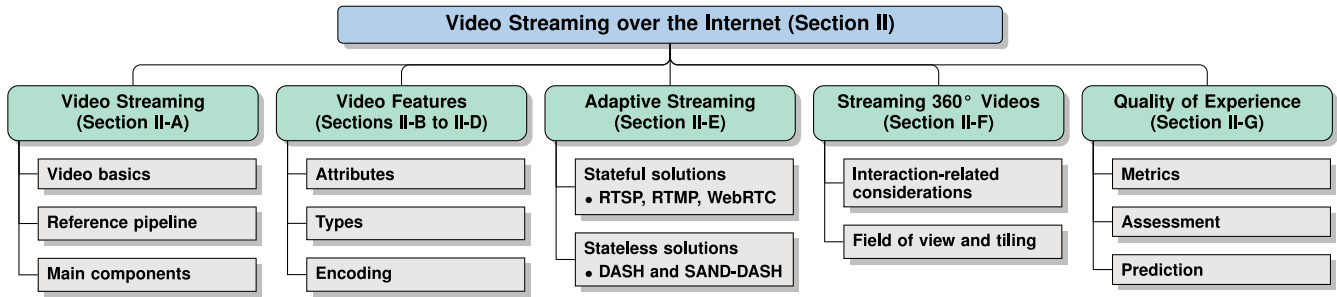 Video Streaming over the Internet (Section II)
Video Streaming
(Section II-A)
Video basics
Reference pipeline
Main components
Video Features
(Sections II-B to II-D)
Attributes
Types
Encoding
Adaptive Streaming
(Section II-E)
Stateful solutions
• RTSP, RTMP, WebRTC
Stateless solutions
• DASH and SAND-DASH
Streaming 360° Videos
(Section II-F)
Interaction-related
considerations
Field of view and tiling
Quality of Experience
(Section II-G)
Metrics
Assessment
Prediction